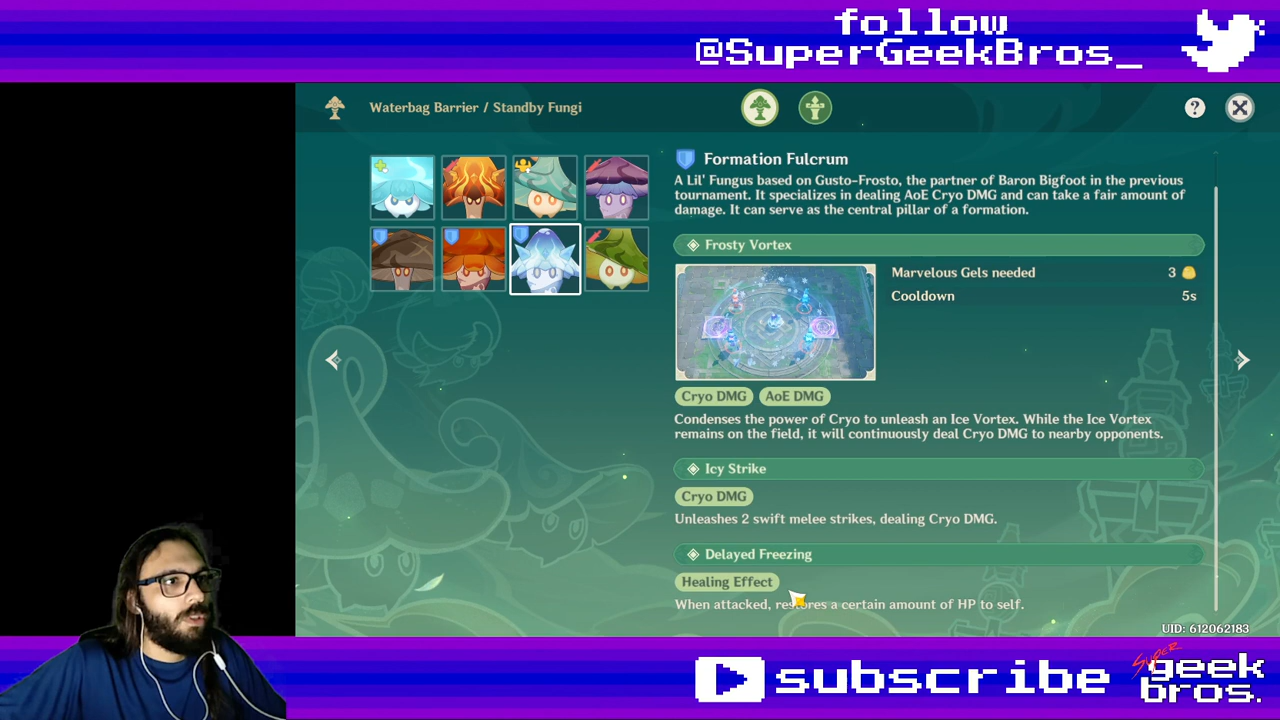 follow
@SuperGeekBros_
Waterbag Barrier / Standby Fungi
?
Formation Fulcrum
A Lil' Fungus based on Gusto-Frosto, the partner of Baron Bigfoot in the previous
tournament. It specializes in dealing AoE Cryo DMG and can take a fair amount of
damage. It can serve as the central pillar of a formation.
Frosty Vortex
Marvelous Gels needed 3
Cooldown 5s
Cryo DMG AoE DMG
Condenses the power of Cryo to unleash an Ice Vortex. While the Ice Vortex
remains on the field, it will continuously deal Cryo DMG to nearby opponents.
Icy Strike
Cryo DMG
Unleashes 2 swift melee strikes, dealing Cryo DMG.
Delayed Freezing
Healing Effect
When attacked, restores a certain amount of HP to self.
UID: 612062183
subscribe
SUPER
geek
bros.